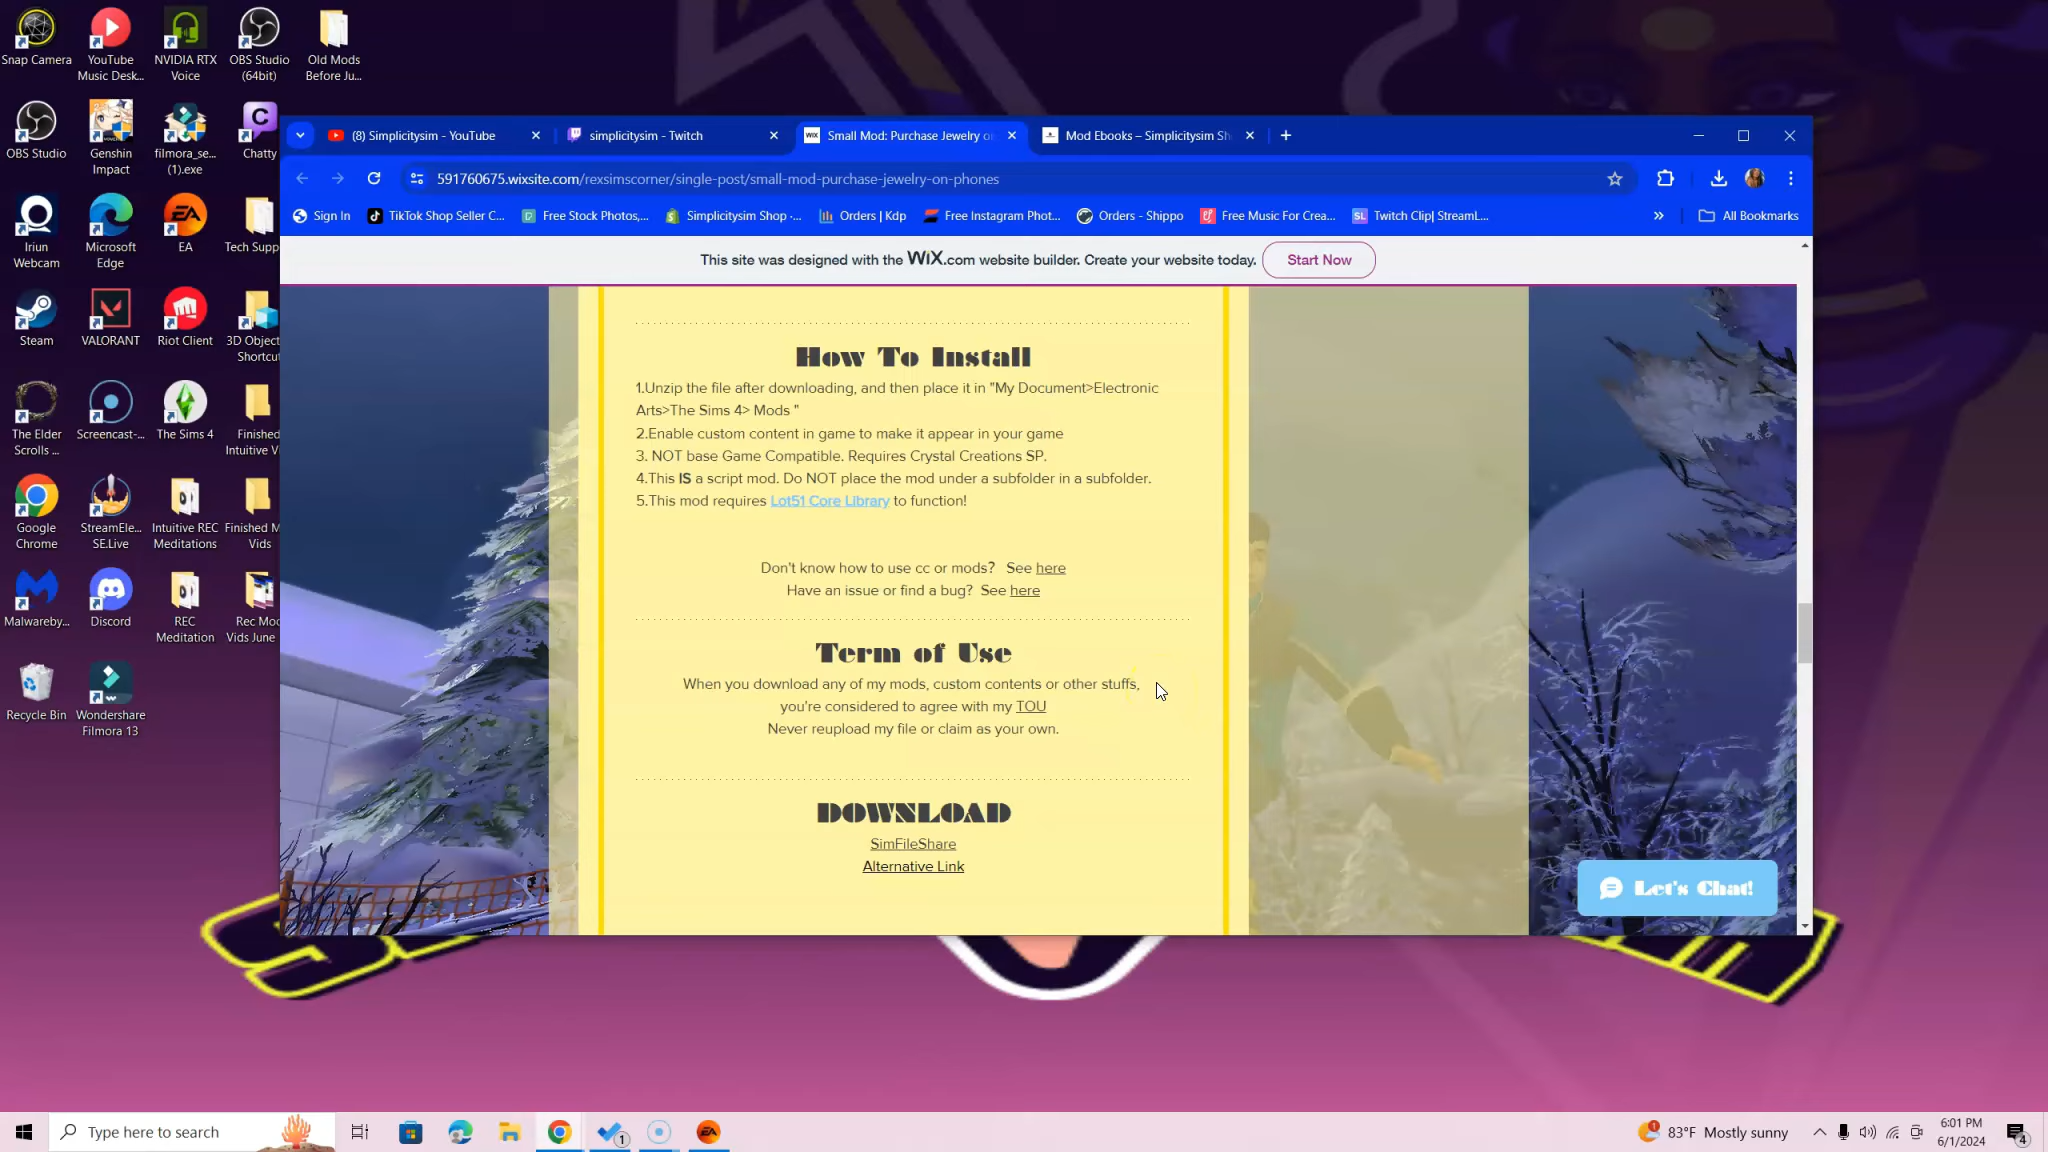 Snap Camera
YouTube Music Desk...
NVIDIA RTX Voice
OBS Studio (64bit)
Old Mods Before Ju...
OBS Studio
Genshin Impact
filmora_se... (1).exe
Chatty
Iriun Webcam
Microsoft Edge
EA
Tech Supp
Steam
VALORANT
Riot Client
3D Object Shortcu
The Elder Scrolls ...
Screencast-...
The Sims 4
Finished Intuitive V
Google Chrome
StreamEle... SE.Live
Intuitive REC Meditations
Finished M Vids
Malwareby...
Discord
REC Meditation
Rec Mod Vids June
Recycle Bin
Wondershare Filmora 13
(8) Simplicitysim - YouTube
simplicitysim - Twitch
WiX Small Mod: Purchase Jewelry o
Mod Ebooks – Simplicitysim Sh
591760675.wixsite.com/rexsimscorner/single-post/small-mod-purchase-jewelry-on-phones
Sign In
TikTok Shop Seller C...
Free Stock Photos,...
Simplicitysim Shop ·...
Orders | Kdp
Free Instagram Phot...
Orders - Shippo
Free Music For Crea...
SL Twitch Clip| StreamL...
»
All Bookmarks
This site was designed with the WiX.com website builder. Create your website today.
Start Now
How To Install
1.Unzip the file after downloading, and then place it in "My Document>Electronic
Arts>The Sims 4> Mods "
2.Enable custom content in game to make it appear in your game
3. NOT base Game Compatible. Requires Crystal Creations SP.
4.This IS a script mod. Do NOT place the mod under a subfolder in a subfolder.
5.This mod requires Lot51 Core Library to function!
Don't know how to use cc or mods? See here
Have an issue or find a bug? See here
Term of Use
When you download any of my mods, custom contents or other stuffs,
you're considered to agree with my TOU
Never reupload my file or claim as your own.
DOWNLOAD
SimFileShare
Alternative Link
Let's Chat!
Type here to search
1
EA
1
83°F Mostly sunny
6:01 PM
6/1/2024
4